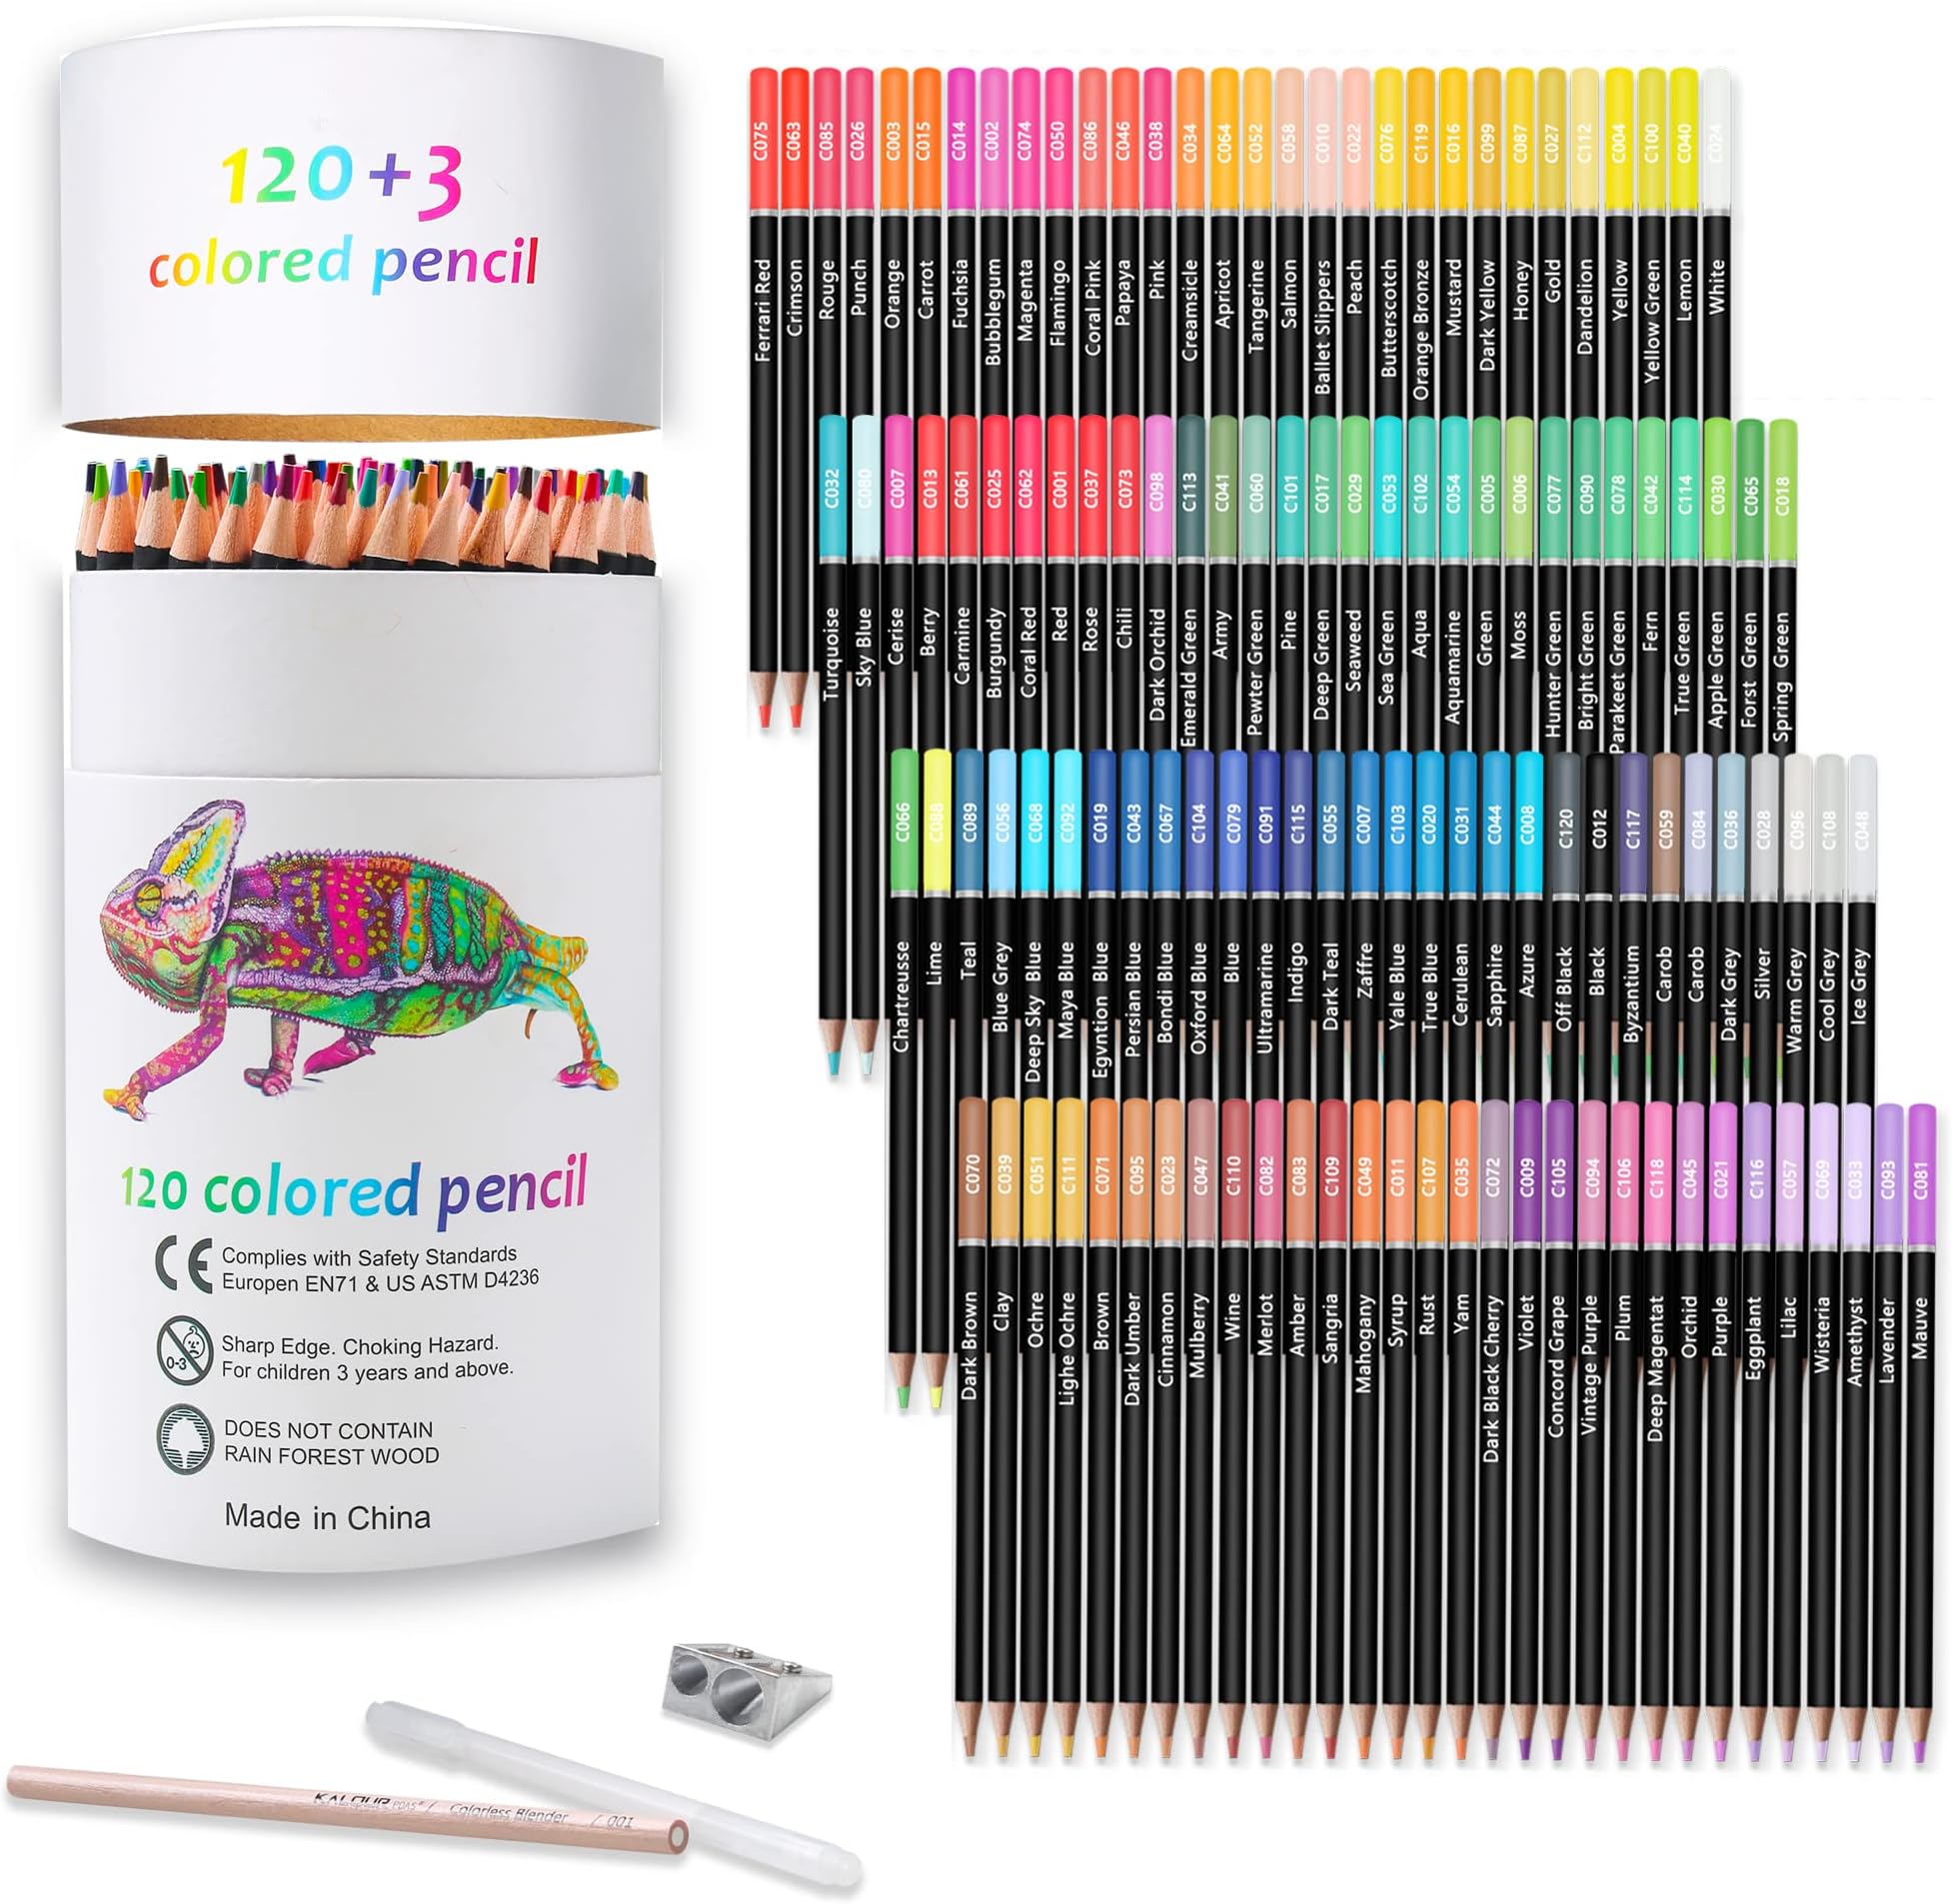 120+3
colored pencil
120 colored pencil
CE Complies with Safety Standards
Europen EN71 & US ASTM D4236
0-3
Sharp Edge. Choking Hazard.
For children 3 years and above.
DOES NOT CONTAIN
RAIN FOREST WOOD
Made in China
KALOUR PDAS / Colorless Blender / 001
C075 Ferrari Red
C063 Crimson
C085 Rouge
C026 Punch
C003 Orange
C015 Carrot
C014 Fuchsia
C002 Bubblegum
C074 Magenta
C050 Flamingo
C086 Coral Pink
C046 Papaya
C038 Pink
C034 Creamsicle
C064 Apricot
C052 Tangerine
C058 Salmon
C010 Ballet Slippers
C022 Peach
C076 Butterscotch
C119 Orange Bronze
C016 Mustard
C099 Dark Yellow
C087 Honey
C027 Gold
C112 Dandelion
C004 Yellow
C100 Yellow Green
C040 Lemon
C024 White
C032 Turquoise
C080 Sky Blue
C007 Cerise
C013 Berry
C061 Carmine
C025 Burgundy
C062 Coral Red
C001 Red
C037 Rose
C073 Chili
C098 Dark Orchid
C113 Emerald Green
C041 Army
C060 Pewter Green
C101 Pine
C017 Deep Green
C029 Seaweed
C053 Sea Green
C102 Aqua
C054 Aquamarine
C005 Green
C006 Moss
C077 Hunter Green
C090 Bright Green
C078 Parakeet Green
C042 Fern
C114 True Green
C030 Apple Green
C065 Forst Green
C018 Spring Green
C066 Chartreusse
C088 Lime
C089 Teal
C056 Blue Grey
C068 Deep Sky Blue
C092 Maya Blue
C019 Egvntion Blue
C043 Persian Blue
C067 Bondi Blue
C104 Oxford Blue
C079 Blue
C091 Ultramarine
C115 Indigo
C055 Dark Teal
C007 Zaffre
C103 Yale Blue
C020 True Blue
C031 Cerulean
C044 Sapphire
C008 Azure
C120 Off Black
C012 Black
C117 Byzantium
C059 Carob
C084 Carob
C036 Dark Grey
C028 Silver
C096 Warm Grey
C108 Cool Grey
C048 Ice Grey
C070 Dark Brown
C039 Clay
C051 Ochre
C111 Lighe Ochre
C071 Brown
C095 Dark Umber
C023 Cinnamon
C047 Mulberry
C110 Wine
C082 Merlot
C083 Amber
C109 Sangria
C049 Mahogany
C011 Syrup
C107 Rust
C035 Yam
C072 Dark Black Cherry
C009 Violet
C105 Concord Grape
C094 Vintage Purple
C106 Plum
C118 Deep Magentat
C045 Orchid
C021 Purple
C116 Eggplant
C057 Lilac
C069 Wisteria
C033 Amethyst
C093 Lavender
C081 Mauve